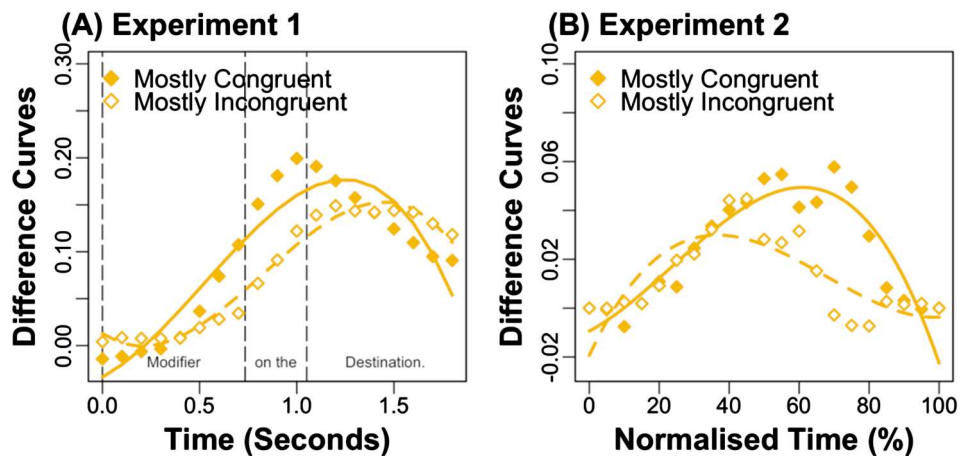 (A) Experiment 1
Difference Curves
0.30
0.20
0.10
0.00
Mostly Congruent
Mostly Incongruent
Modifier
on the
Destination.
0.0 0.5 1.0 1.5
Time (Seconds)
(B) Experiment 2
Difference Curves
0.10
0.06
0.02
-0.02
Mostly Congruent
Mostly Incongruent
0 20 40 60 80 100
Normalised Time (%)